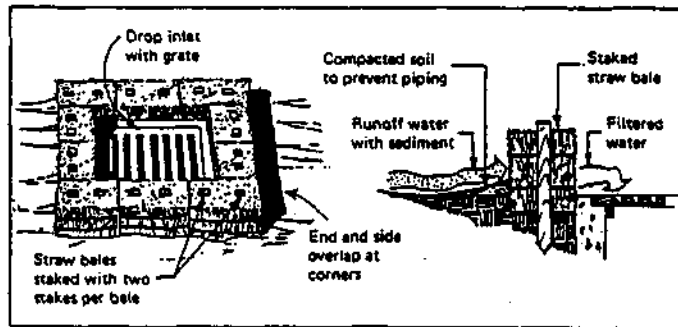 Drop inlet
with grate
Straw bales
staked with two
stakes per bale
End and side
overlap at
corners
Compacted soil
to prevent piping
Runoff water
with sediment
Staked
straw bale
Filtered
water